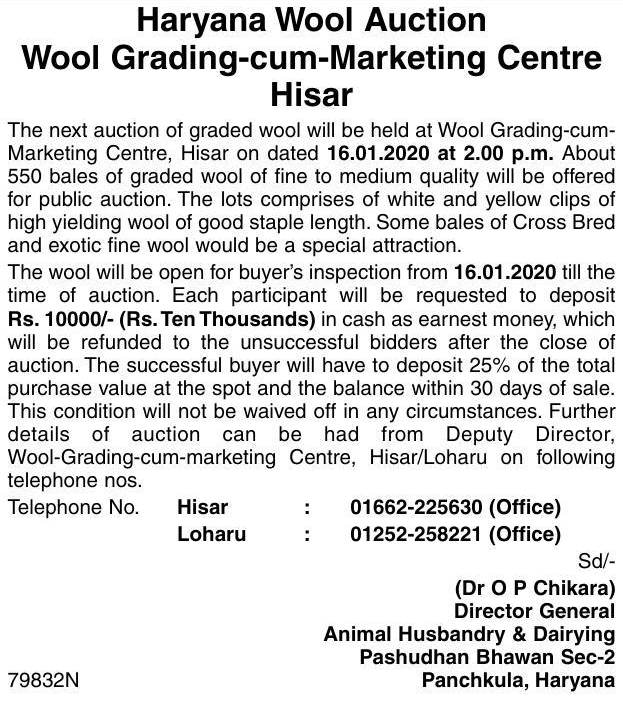 Haryana Wool Auction
Wool Grading-cum-Marketing Centre
Hisar
The next auction of graded wool will be held at Wool Grading-cum-
Marketing Centre, Hisar on dated 16.01.2020 at 2.00 p.m. About
550 bales of graded wool of fine to medium quality will be offered
for public auction. The lots comprises of white and yellow clips of
high yielding wool of good staple length. Some bales of Cross Bred
and exotic fine wool would be a special attraction.
The wool will be open for buyer's inspection from 16.01.2020 till the
time of auction. Each participant will be requested to deposit
Rs. 10000/- (Rs. Ten Thousands) in cash as earnest money, which
will be refunded to the unsuccessful bidders after the close of
auction. The successful buyer will have to deposit 25% of the total
purchase value at the spot and the balance within 30 days of sale.
This condition will not be waived off in any circumstances. Further
details of auction can be had from Deputy Director,
Wool-Grading-cum-marketing Centre, Hisar/Loharu on following
telephone nos.
Telephone No. Hisar : 01662-225630 (Office)
Loharu : 01252-258221 (Office)
Sd/-
(Dr O P Chikara)
Director General
Animal Husbandry & Dairying
Pashudhan Bhawan Sec-2
79832N Panchkula, Haryana